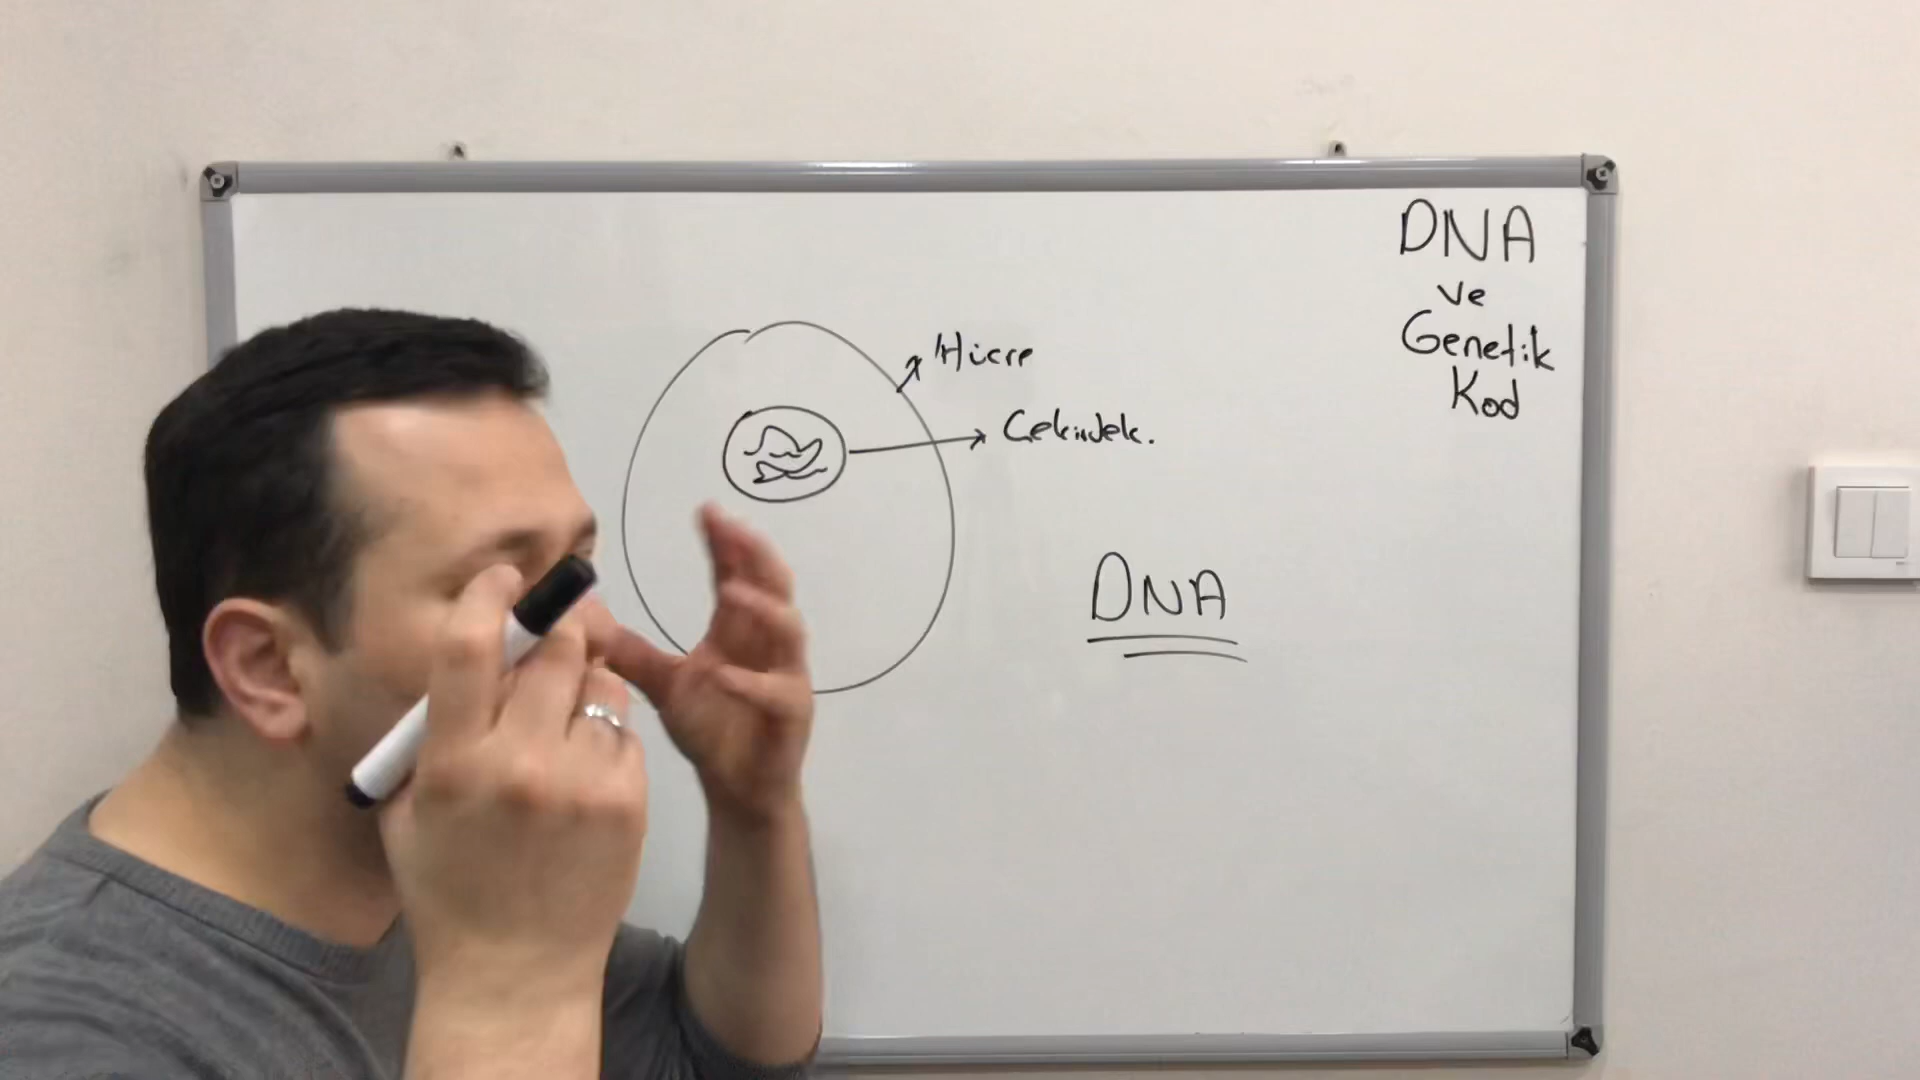 DNA
ve
Genetik
Kod
Hücre
Çekirdek.
DNA